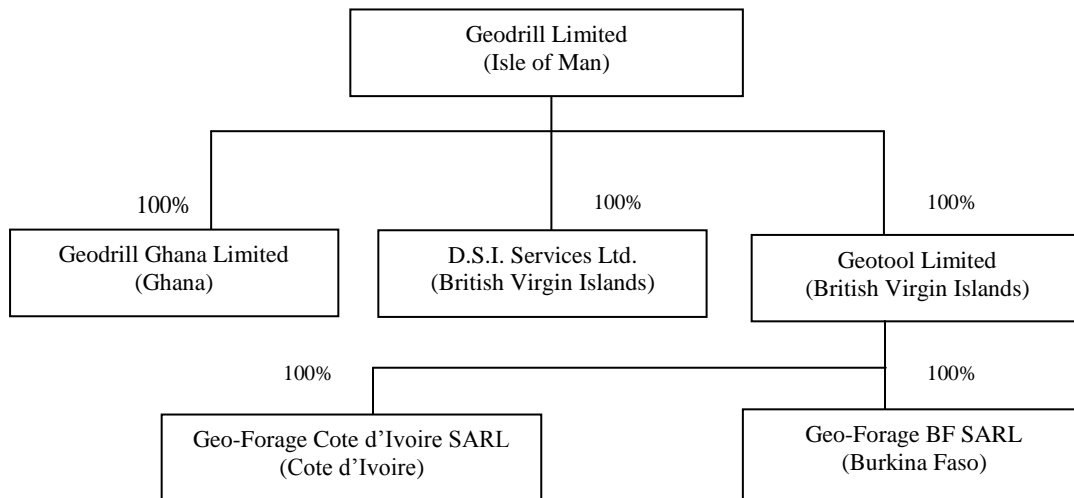 Geodrill Limited
(Isle of Man)
100%
100%
100%
Geodrill Ghana Limited
(Ghana)
D.S.I. Services Ltd.
(British Virgin Islands)
Geotool Limited
(British Virgin Islands)
100%
100%
Geo-Forage Cote d’Ivoire SARL
(Cote d’Ivoire)
Geo-Forage BF SARL
(Burkina Faso)